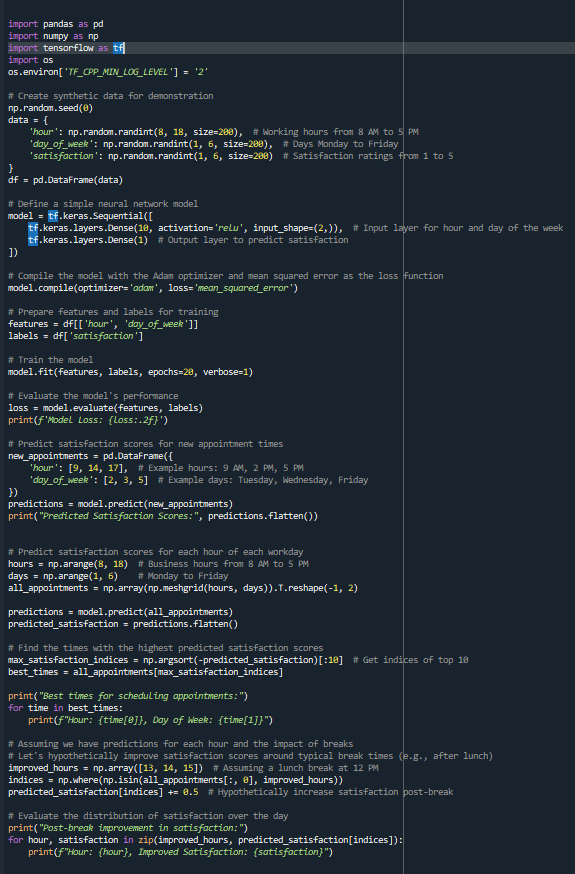 import pandas as pd
import numpy as np
import tensorflow as tf
import os
os.environ['TF_CPP_MIN_LOG_LEVEL'] = '2'

# Create synthetic data for demonstration
np.random.seed(0)
data = {
    'hour': np.random.randint(8, 18, size=200),  # Working hours from 8 AM to 5 PM
    'day_of_week': np.random.randint(1, 6, size=200),  # Days Monday to Friday
    'satisfaction': np.random.randint(1, 6, size=200)  # Satisfaction ratings from 1 to 5
}
df = pd.DataFrame(data)

# Define a simple neural network model
model = tf.keras.Sequential([
    tf.keras.layers.Dense(10, activation='relu', input_shape=(2,)),  # Input layer for hour and day of the week
    tf.keras.layers.Dense(1)  # Output layer to predict satisfaction
])

# Compile the model with the Adam optimizer and mean squared error as the loss function
model.compile(optimizer='adam', loss='mean_squared_error')

# Prepare features and labels for training
features = df[['hour', 'day_of_week']]
labels = df['satisfaction']

# Train the model
model.fit(features, labels, epochs=20, verbose=1)

# Evaluate the model's performance
loss = model.evaluate(features, labels)
print(f'Model Loss: {loss:.2f}')

# Predict satisfaction scores for new appointment times
new_appointments = pd.DataFrame({
    'hour': [9, 14, 17],  # Example hours: 9 AM, 2 PM, 5 PM
    'day_of_week': [2, 3, 5]  # Example days: Tuesday, Wednesday, Friday
})
predictions = model.predict(new_appointments)
print("Predicted Satisfaction Scores:", predictions.flatten())


# Predict satisfaction scores for each hour of each workday
hours = np.arange(8, 18)  # Business hours from 8 AM to 5 PM
days = np.arange(1, 6)    # Monday to Friday
all_appointments = np.array(np.meshgrid(hours, days)).T.reshape(-1, 2)

predictions = model.predict(all_appointments)
predicted_satisfaction = predictions.flatten()

# Find the times with the highest predicted satisfaction scores
max_satisfaction_indices = np.argsort(-predicted_satisfaction)[:10]  # Get indices of top 10
best_times = all_appointments[max_satisfaction_indices]

print("Best times for scheduling appointments:")
for time in best_times:
    print(f"Hour: {time[0]}, Day of Week: {time[1]}")

# Assuming we have predictions for each hour and the impact of breaks
# Let's hypothetically improve satisfaction scores around typical break times (e.g., after lunch)
improved_hours = np.array([13, 14, 15])  # Assuming a lunch break at 12 PM
indices = np.where(np.isin(all_appointments[:, 0], improved_hours))
predicted_satisfaction[indices] += 0.5  # Hypothetically increase satisfaction post-break

# Evaluate the distribution of satisfaction over the day
print("Post-break improvement in satisfaction:")
for hour, satisfaction in zip(improved_hours, predicted_satisfaction[indices]):
    print(f"Hour: {hour}, Improved Satisfaction: {satisfaction}")